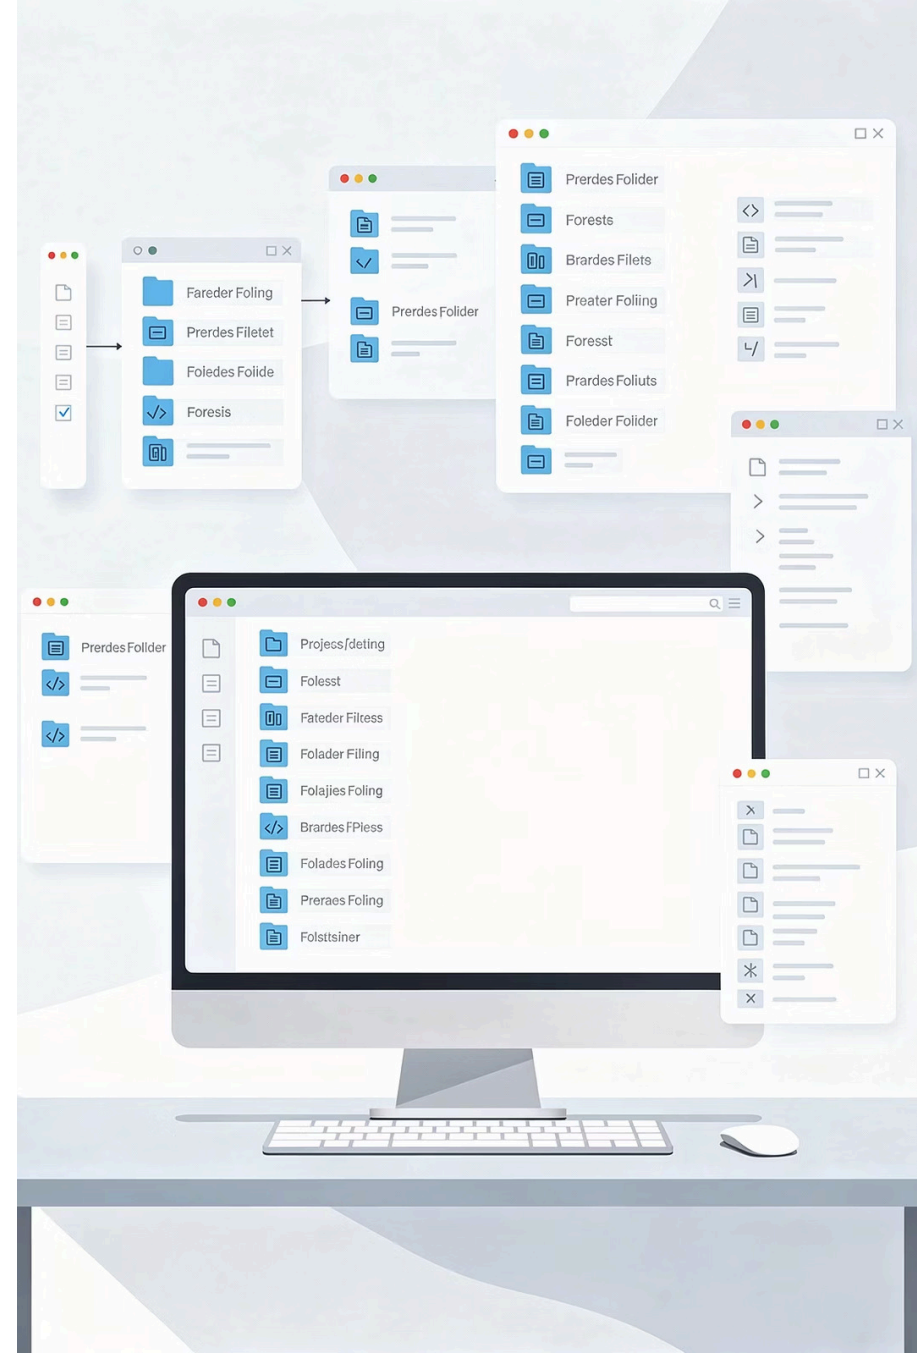 Fareder Foling
Prerdes Filetet
Foiedes Foiide
Foresis
Prerdes Folider
Prerdes Folider
Forests
Brardes Filets
Preater Foliing
Foresst
Prardes Foliuts
Foleder Folider
Prerdes Follder
Projess/deting
Folesst
Fateder Filtess
Folader Filing
Folajies Foling
Brardes FPiess
Folades Foling
Preraes Foling
Folsttsiner